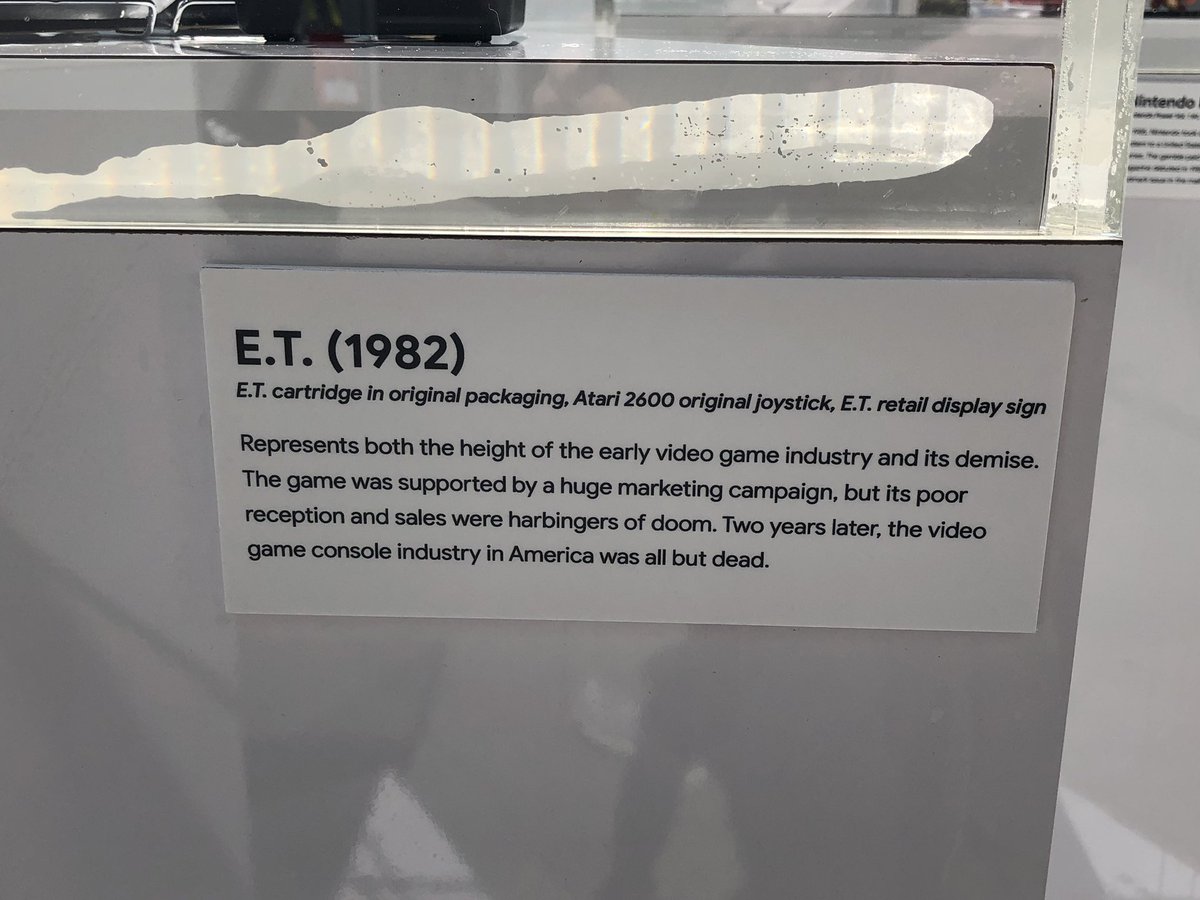 E.T. (1982)
E.T. cartridge in original packaging, Atari 2600 original joystick, E.T. retail display sign
Represents both the height of the early video game industry and its demise.
The game was supported by a huge marketing campaign, but its poor
reception and sales were harbingers of doom. Two years later, the video
game console industry in America was all but dead.
Nintendo